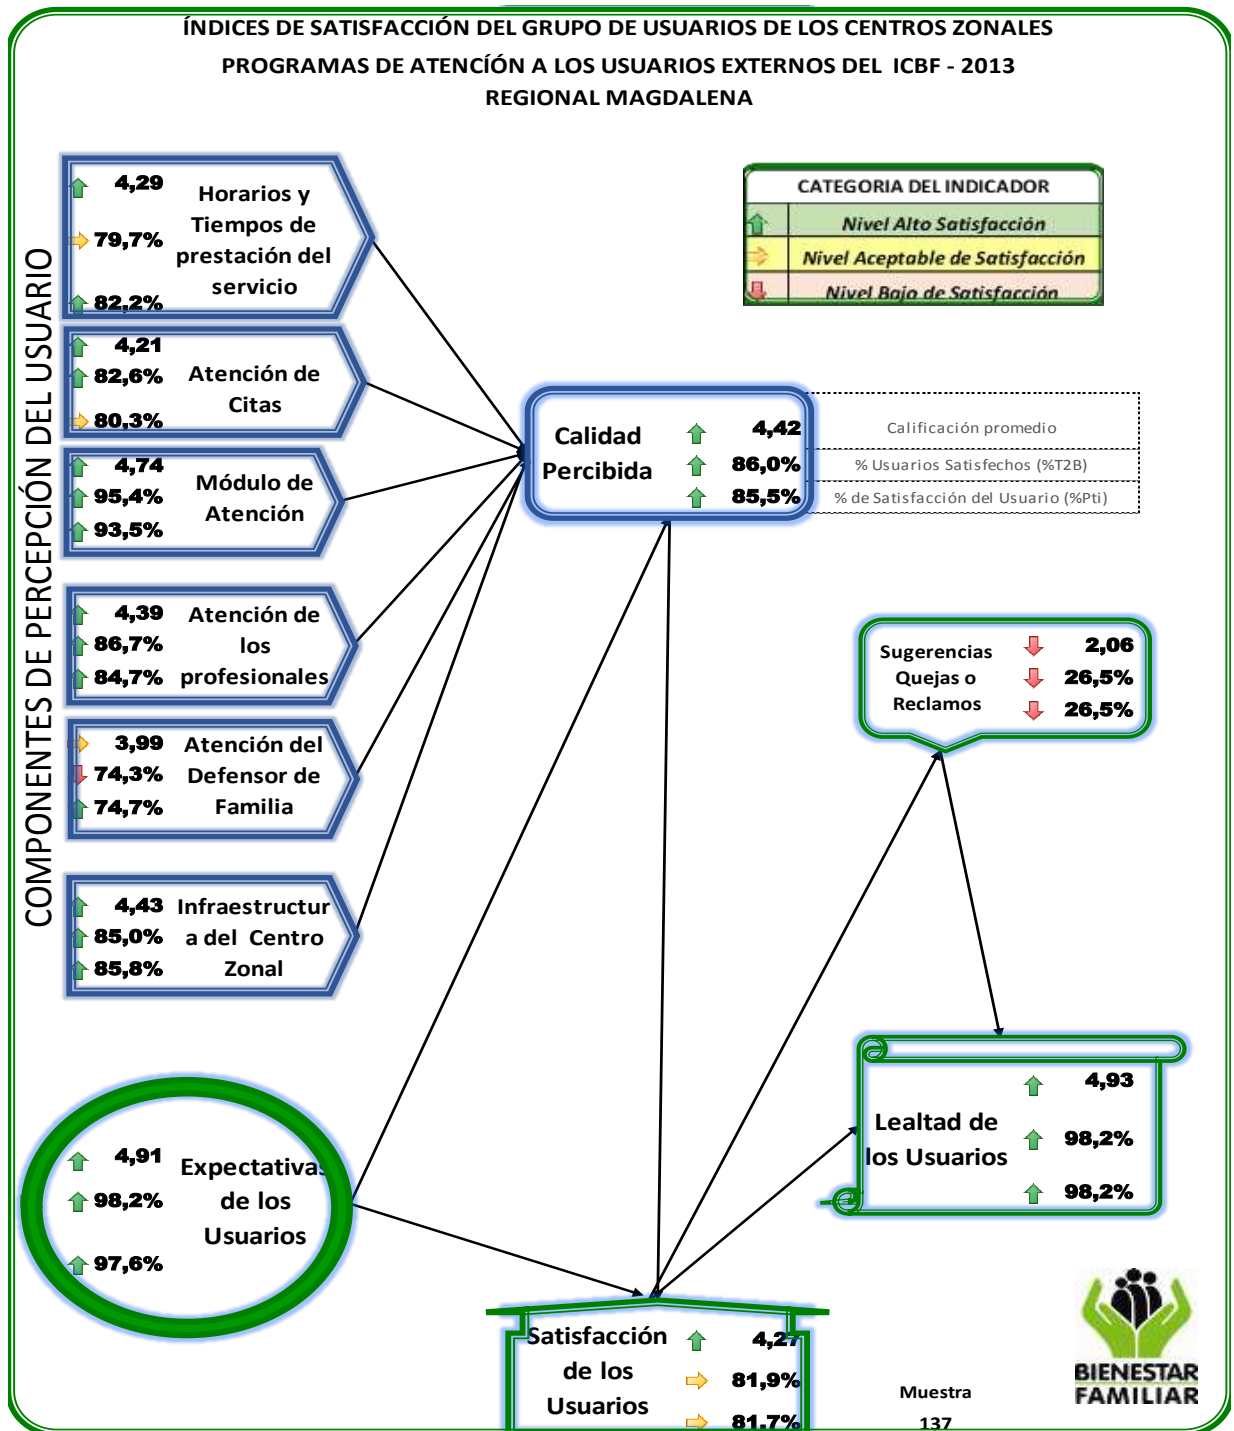 ÍNDICES DE SATISFACCIÓN DEL GRUPO DE USUARIOS DE LOS CENTROS ZONALES
PROGRAMAS DE ATENCÍÓN A LOS USUARIOS EXTERNOS DEL ICBF - 2013
REGIONAL MAGDALENA
COMPONENTES DE PERCEPCIÓN DEL USUARIO
4,29
79,7%
82,2%
Horarios y
Tiempos de
prestación del
servicio
CATEGORIA DEL INDICADOR
Nivel Alto Satisfacción
Nivel Aceptable de Satisfacción
Nivel Bajo de Satisfacción
4,21
82,6%
80,3%
Atención de
Citas
4,74
95,4%
93,5%
Módulo de
Atención
Calidad
Percibida
4,42
86,0%
85,5%
Calificación promedio
% Usuarios Satisfechos (%T2B)
% de Satisfacción del Usuario (%Pti)
4,39
86,7%
84,7%
Atención de
los
profesionales
Sugerencias
Quejas o
Reclamos
2,06
26,5%
26,5%
3,99
74,3%
74,7%
Atención del
Defensor de
Familia
4,43
85,0%
85,8%
Infraestructur
a del Centro
Zonal
4,91
98,2%
97,6%
Expectativas
de los
Usuarios
Lealtad de
los Usuarios
4,93
98,2%
98,2%
Satisfacción
de los
Usuarios
4,27
81,9%
81,7%
Muestra
137
BIENESTAR
FAMILIAR